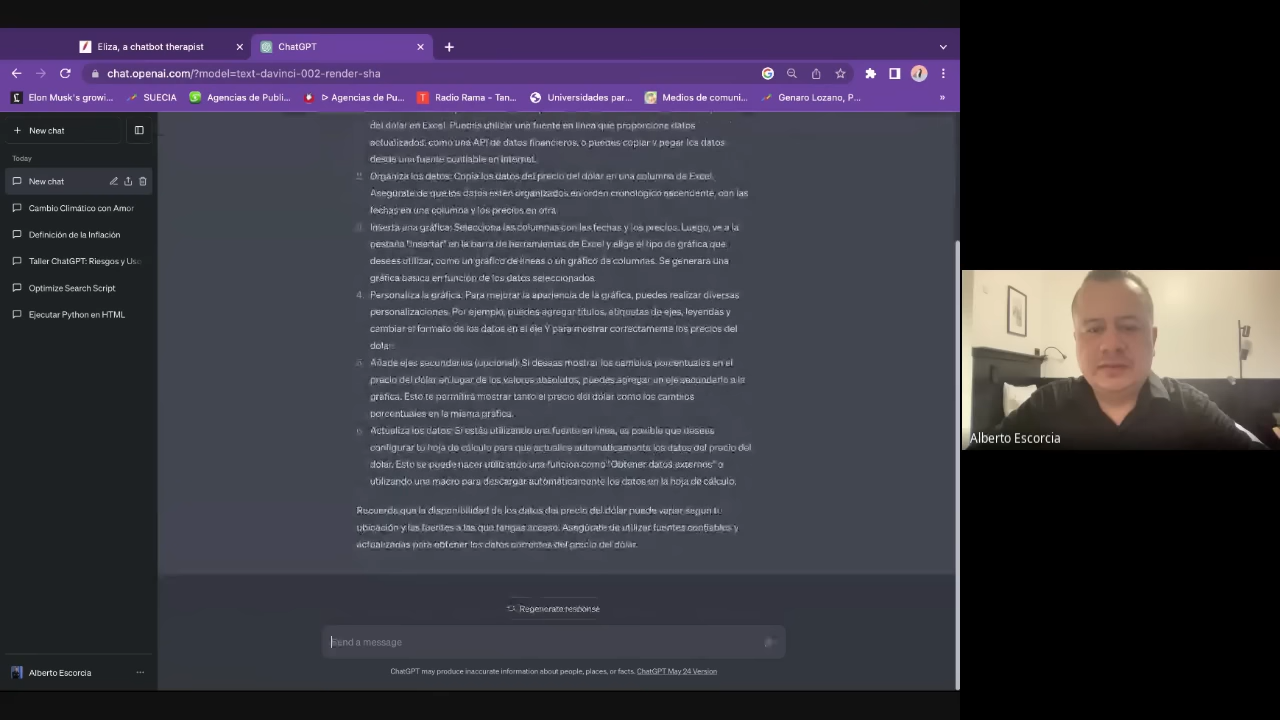 Eliza, a chatbot therapist
ChatGPT
chat.openai.com/?model=text-davinci-002-render-sha
Elon Musk's growi...
SUECIA
Agencias de Publi...
ᐅ Agencias de Pu...
Radio Rama – Tan...
Universidades par...
Medios de comuni...
Genaro Lozano, P...
»
New chat
Today
New chat
Cambio Climático con Amor
Definición de la Inflación
Taller ChatGPT: Riesgos y Uso
Optimize Search Script
Ejecutar Python en HTML
Alberto Escorcia
del dólar en Excel. Puedes utilizar una fuente en línea que proporcione datos
actualizados, como una API de datos financieros, o puedes copiar y pegar los datos
desde una fuente confiable en Internet.
2. Organiza los datos: Copia los datos del precio del dólar en una columna de Excel.
Asegúrate de que los datos estén organizados en orden cronológico ascendente, con las
fechas en una columna y los precios en otra.
3. Inserta una gráfica: Selecciona las columnas con las fechas y los precios. Luego, ve a la
pestaña "Insertar" en la barra de herramientas de Excel y elige el tipo de gráfica que
desees utilizar, como un gráfico de líneas o un gráfico de columnas. Se generará una
gráfica básica en función de los datos seleccionados.
4. Personaliza la gráfica: Para mejorar la apariencia de la gráfica, puedes realizar diversas
personalizaciones. Por ejemplo, puedes agregar títulos, etiquetas de ejes, leyendas y
cambiar el formato de los datos en el eje Y para mostrar correctamente los precios del
dólar.
5. Añade ejes secundarios (opcional): Si deseas mostrar los cambios porcentuales en el
precio del dólar en lugar de los valores absolutos, puedes agregar un eje secundario a la
gráfica. Esto te permitirá mostrar tanto el precio del dólar como los cambios
porcentuales en la misma gráfica.
6. Actualiza los datos: Si estás utilizando una fuente en línea, es posible que desees
configurar tu hoja de cálculo para que actualice automáticamente los datos del precio del
dólar. Esto se puede hacer utilizando una función como "Obtener datos externos" o
utilizando una macro para descargar automáticamente los datos en la hoja de cálculo.
Recuerda que la disponibilidad de los datos del precio del dólar puede variar según tu
ubicación y las fuentes a las que tengas acceso. Asegúrate de utilizar fuentes confiables y
actualizadas para obtener los datos correctos del precio del dólar.
Regenerate response
Send a message
ChatGPT may produce inaccurate information about people, places, or facts. ChatGPT May 24 Version
Alberto Escorcia